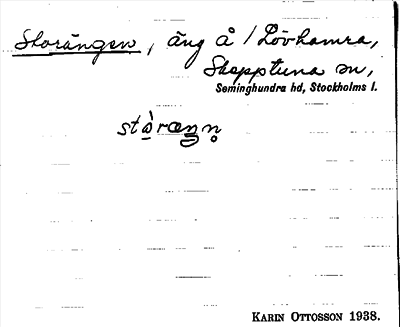 Storängen, äng å Lövhamra,
Skepptuna sn,
Seminghundra hd, Stockholms l.
KARIN OTTOSSON 1938.